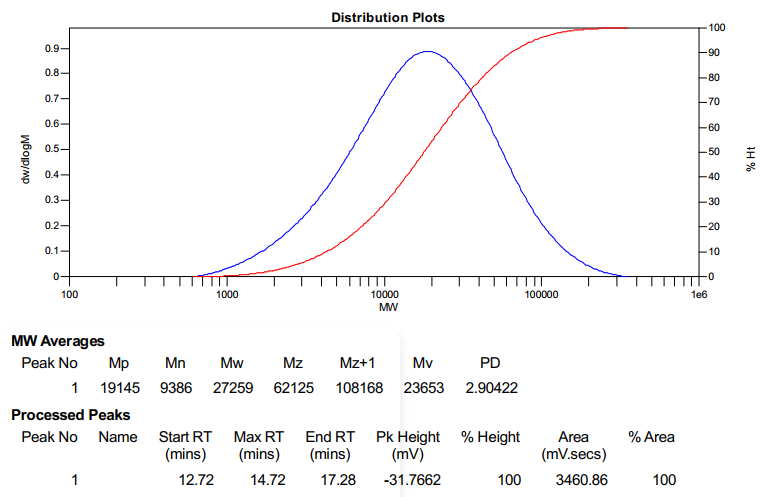 Distribution Plots
dw/dlogM
0.9
0.8
0.7
0.6
0.5
0.4
0.3
0.2
0.1
0
100
90
80
70
60
50
40
30
20
10
0
% Ht
100 1000 10000 100000 1e6
MW
MW Averages
Peak No Mp Mn Mw Mz Mz+1 Mv PD
1 19145 9386 27259 62125 108168 23653 2.90422
Processed Peaks
Peak No Name Start RT Max RT End RT Pk Height % Height Area % Area
(mins) (mins) (mins) (mV) (mV.secs)
1 12.72 14.72 17.28 -31.7662 100 3460.86 100